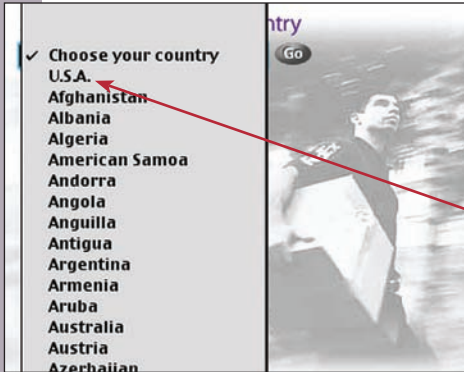 ntry
Go
✓ Choose your country
U.S.A.
Afghanistan
Albania
Algeria
American Samoa
Andorra
Angola
Anguilla
Antigua
Argentina
Armenia
Aruba
Australia
Austria
Azerbaijan